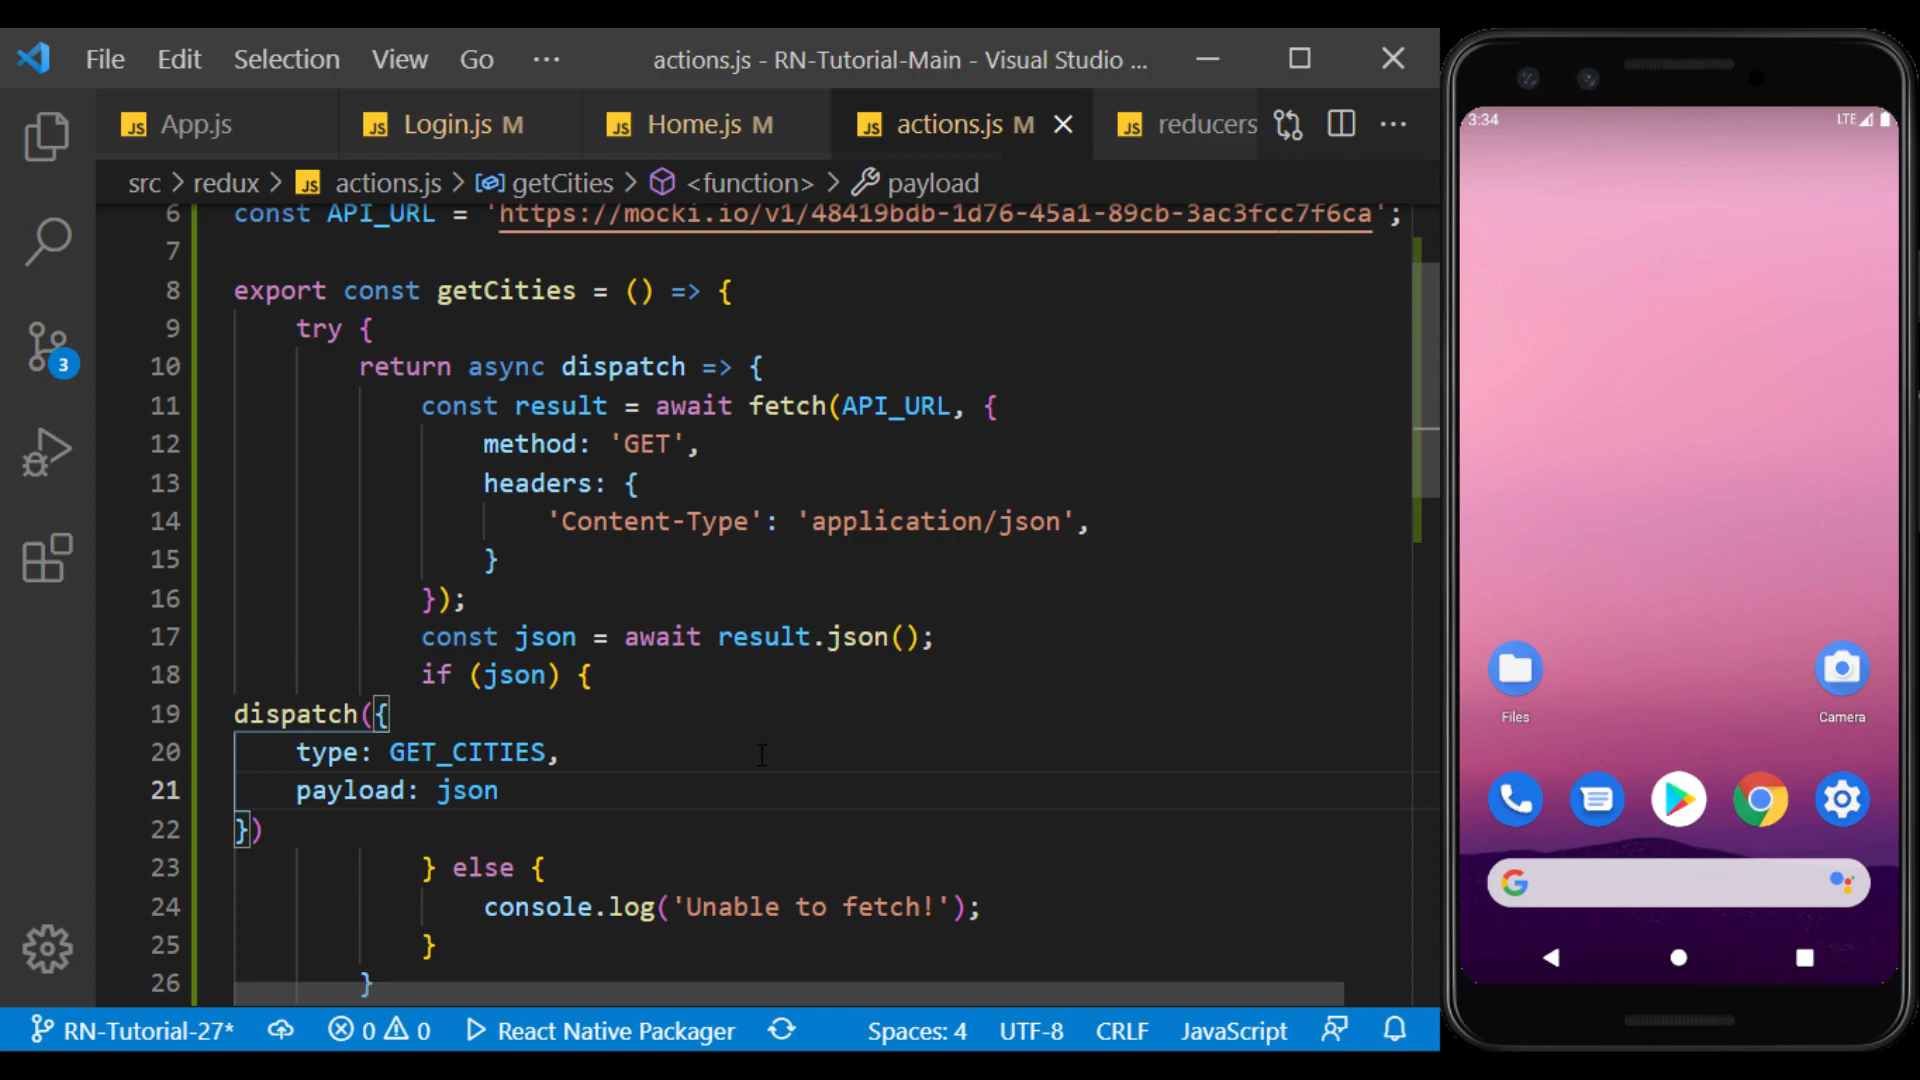 File Edit Selection View Go ··· actions.js - RN-Tutorial-Main - Visual Studio ...
JS App.js JS Login.js M JS Home.js M JS actions.js M JS reducers
src > redux > JS actions.js > getCities > <function> > payload
6 const API_URL = 'https://mocki.io/v1/48419bdb-1d76-45a1-89cb-3ac3fcc7f6ca';
7
8 export const getCities = () => {
9 try {
10 return async dispatch => {
11 const result = await fetch(API_URL, {
12 method: 'GET',
13 headers: {
14 'Content-Type': 'application/json',
15 }
16 });
17 const json = await result.json();
18 if (json) {
19 dispatch({
20 type: GET_CITIES,
21 payload: json
22 })
23 } else {
24 console.log('Unable to fetch!');
25 }
26 }
3
RN-Tutorial-27* 0 0 React Native Packager Spaces: 4 UTF-8 CRLF JavaScript
3:34 LTE
Files Camera